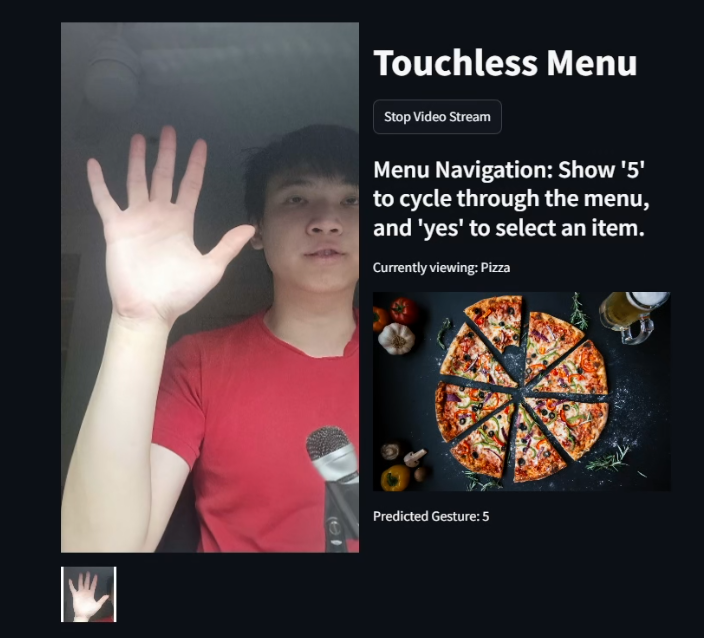 Touchless Menu
Stop Video Stream
Menu Navigation: Show '5'
to cycle through the menu,
and 'yes' to select an item.
Currently viewing: Pizza
Predicted Gesture: 5